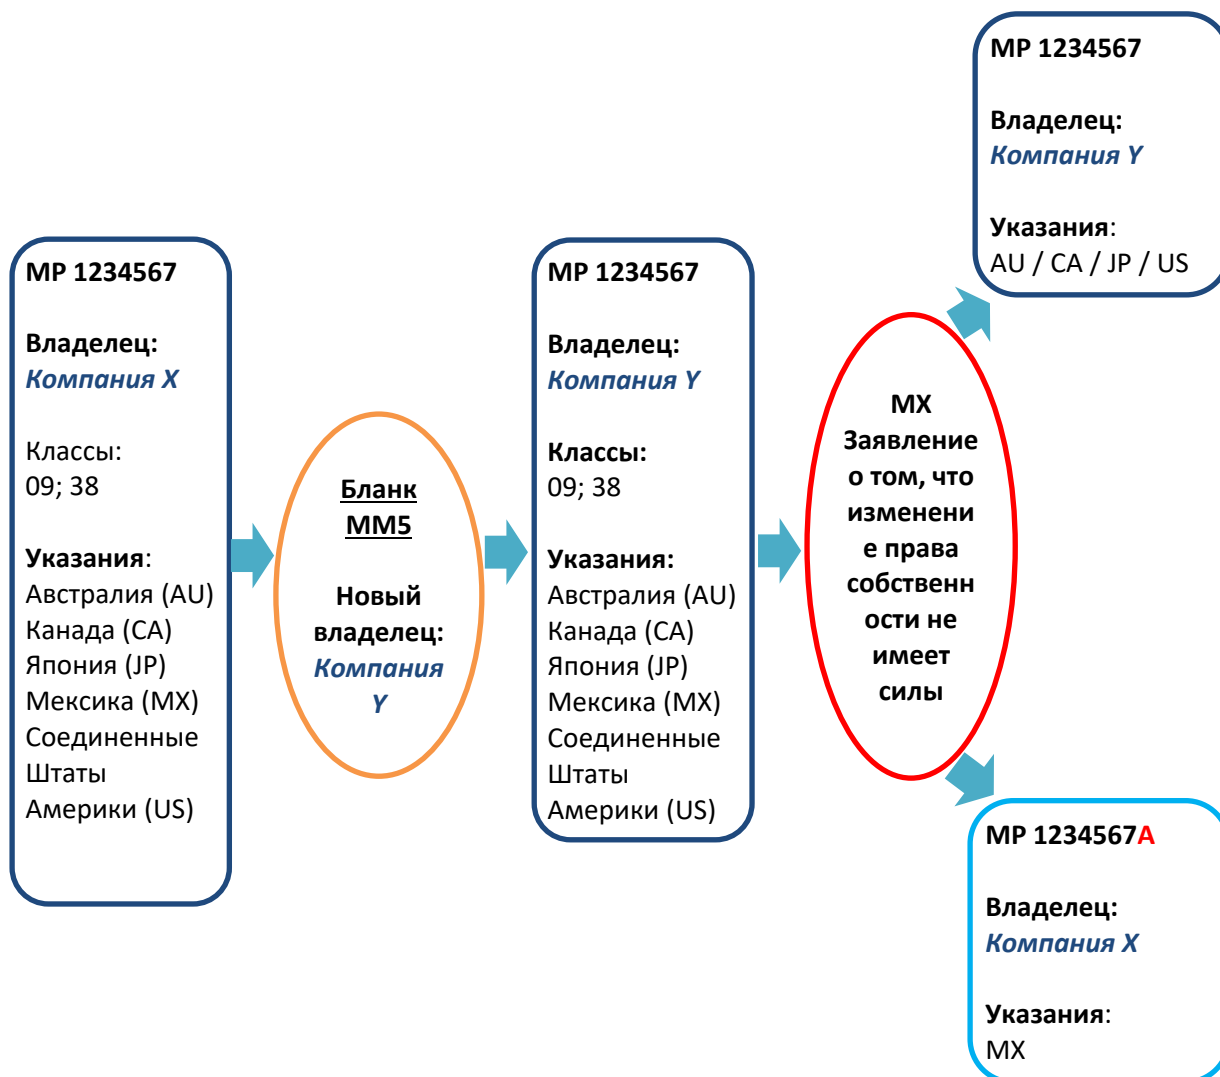 МР 1234567
Владелец:
Компания X
Классы:
09; 38
Указания:
Австралия (AU)
Канада (CA)
Япония (JP)
Мексика (MX)
Соединенные
Штаты
Америки (US)
Бланк
ММ5
Новый
владелец:
Компания
Y
МР 1234567
Владелец:
Компания Y
Классы:
09; 38
Указания:
Австралия (AU)
Канада (CA)
Япония (JP)
Мексика (MX)
Соединенные
Штаты
Америки (US)
MX
Заявление
о том, что
изменени
е права
собственн
ости не
имеет
силы
МР 1234567
Владелец:
Компания Y
Указания:
AU / CA / JP / US
МР 1234567A
Владелец:
Компания X
Указания:
MX